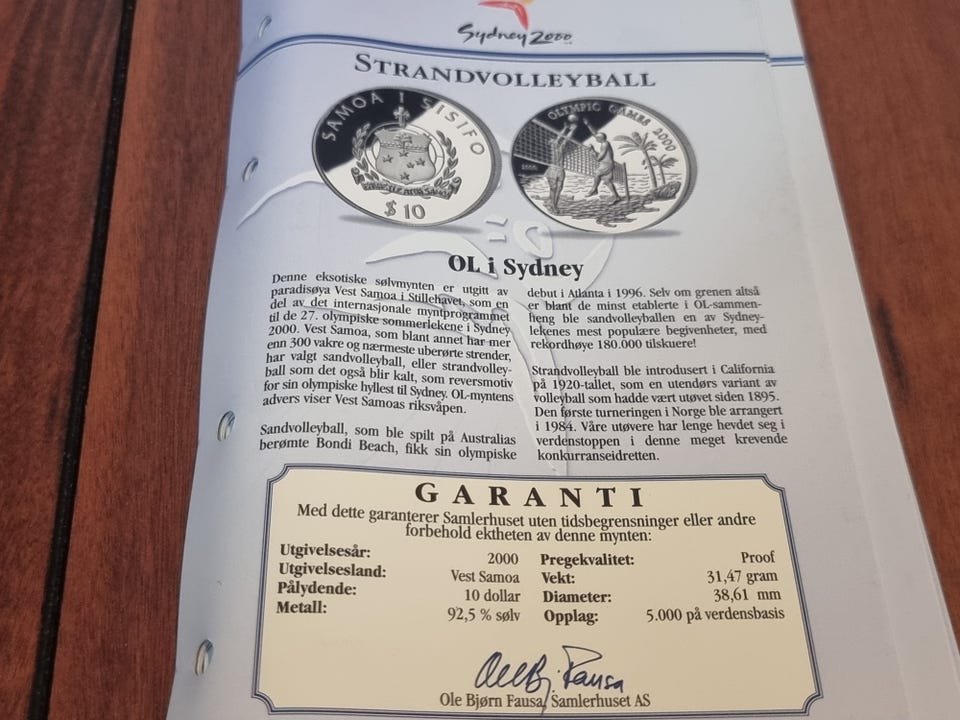 Sydney 2000
STRANDVOLLEYBALL
SAMOA I SISIFO
$ 10
OLYMPIC GAMES 2000
2000
OL i Sydney
Denne eksotiske sølvmynten er utgitt av
paradisøya Vest Samoa i Stillehavet, som en
del av det internasjonale myntprogrammet
til de 27. olympiske sommerlekene i Sydney
2000. Vest Samoa, som blant annet har mer
enn 300 vakre og nærmeste uberørte strender,
har valgt sandvolleyball, eller strandvolley-
ball som det også blir kalt, som reversmotiv
for sin olympiske hyllest til Sydney. OL-myntens
advers viser Vest Samoas riksvåpen.
Sandvolleyball, som ble spilt på Australias
berømte Bondi Beach, fikk sin olympiske
debut i Atlanta i 1996. Selv om grenen altså
er blant de minst etablerte i OL-sammen-
heng ble sandvolleyballen en av Sydney-
lekenes mest populære begivenheter, med
rekordhøye 180.000 tilskuere!
Strandvolleyball ble introdusert i California
på 1920-tallet, som en utendørs variant av
volleyball som hadde vært utøvet siden 1895.
Den første turneringen i Norge ble arrangert
i 1984. Våre utøvere har lenge hevdet seg i
verdenstoppen i denne meget krevende
konkurranseidretten.
GARANTI
Med dette garanterer Samlerhuset uten tidsbegrensninger eller andre
forbehold ektheten av denne mynten:
Utgivelsesår: 2000
Utgivelsesland: Vest Samoa
Pålydende: 10 dollar
Metall: 92,5 % sølv
Pregekvalitet: Proof
Vekt: 31,47 gram
Diameter: 38,61 mm
Opplag: 5.000 på verdensbasis
Ole Bj. Fausa
Ole Bjørn Fausa, Samlerhuset AS